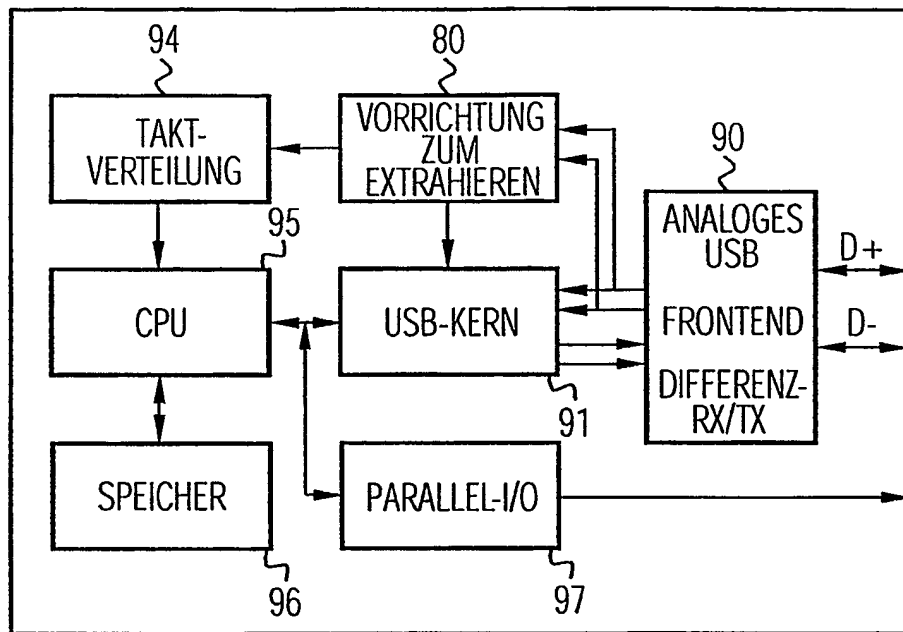 94
80
TAKT-
VERTEILUNG
VORRICHTUNG
ZUM
EXTRAHIEREN
90
ANALOGES
USB
FRONTEND
DIFFERENZ-
RX/TX
D+
D-
95
CPU
USB-KERN
91
SPEICHER
96
PARALLEL-I/O
97